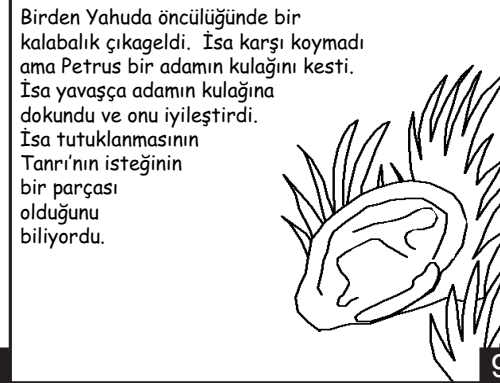 Birden Yahuda öncülüğünde bir
kalabalık çıkageldi. İsa karşı koymadı
ama Petrus bir adamın kulağını kesti.
İsa yavaşça adamın kulağına
dokundu ve onu iyileştirdi.
İsa tutuklanmasının
Tanrı'nın isteğinin
bir parçası
olduğunu
biliyordu.
9